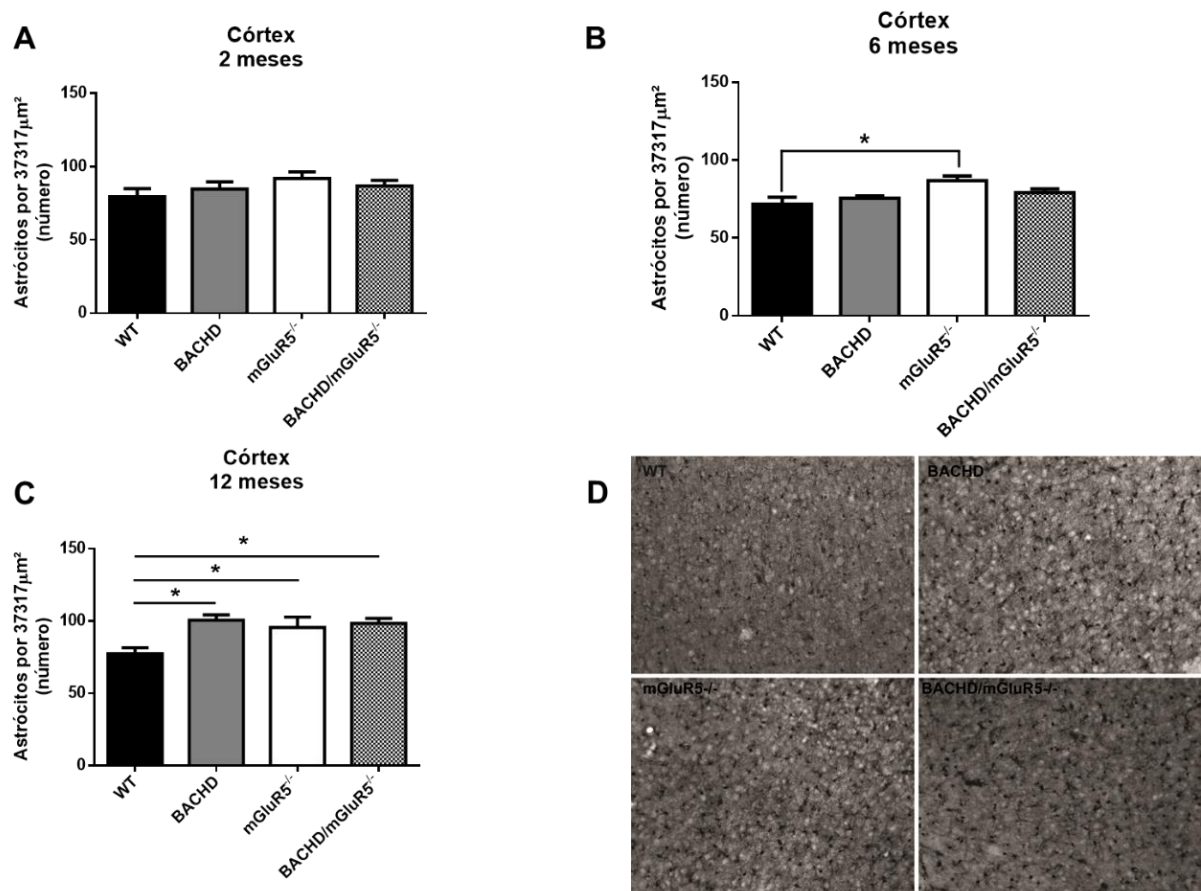 A
Córtex
2 meses
Astrócitos por 37317μm²
(número)
150
100
50
0
WT
BACHD
mGluR5⁻/⁻
BACHD/mGluR5⁻/⁻
B
Córtex
6 meses
Astrócitos por 37317μm²
(número)
150
100
50
0
*
WT
BACHD
mGluR5⁻/⁻
BACHD/mGluR5⁻/⁻
C
Córtex
12 meses
Astrócitos por 37317μm²
(número)
150
100
50
0
*
*
*
WT
BACHD
mGluR5⁻/⁻
BACHD/mGluR5⁻/⁻
D
WT
BACHD
mGluR5-/-
BACHD/mGluR5-/-